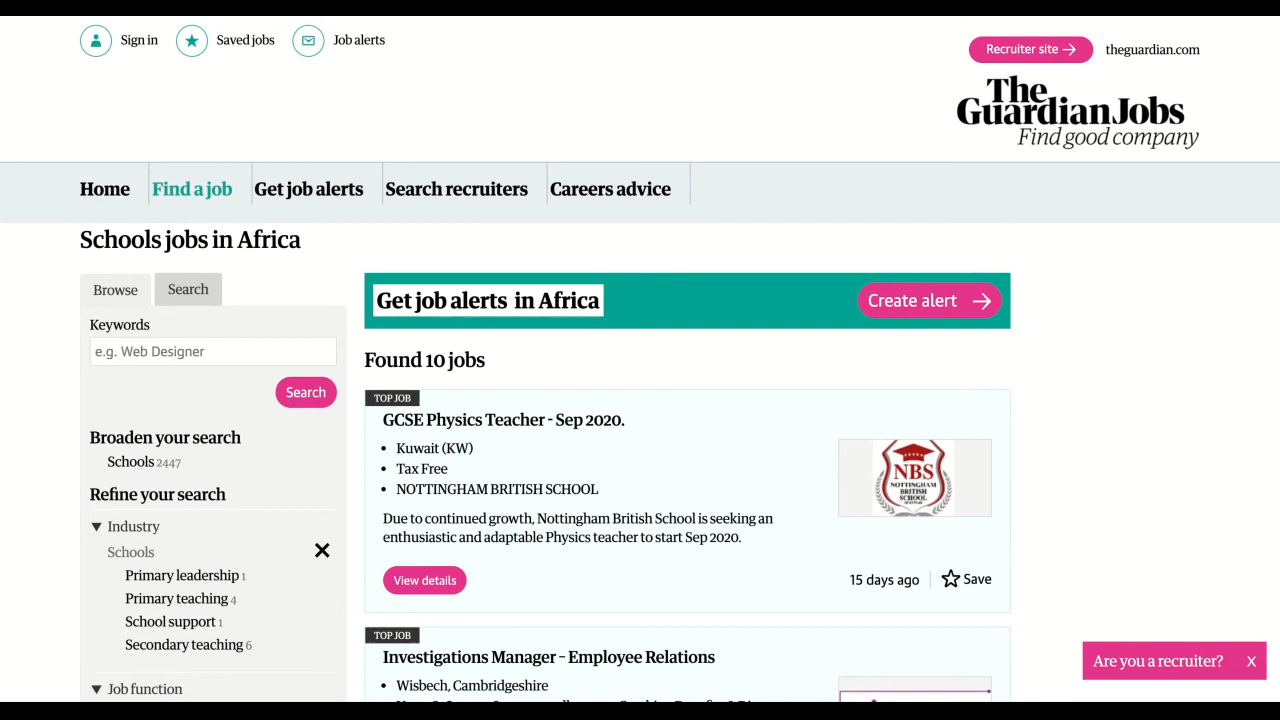 Sign in
Saved jobs
Job alerts
Recruiter site
theguardian.com
The
Guardian Jobs
Find good company
Home
Find a job
Get job alerts
Search recruiters
Careers advice
Schools jobs in Africa
Browse
Search
Keywords
e.g. Web Designer
Search
Broaden your search
Schools 2447
Refine your search
Industry
Schools
Primary leadership 1
Primary teaching 4
School support 1
Secondary teaching 6
Job function
Get job alerts in Africa
Create alert
Found 10 jobs
TOP JOB
GCSE Physics Teacher - Sep 2020.
• Kuwait (KW)
• Tax Free
• NOTTINGHAM BRITISH SCHOOL
NBS
NOTTINGHAM
BRITISH
SCHOOL
Due to continued growth, Nottingham British School is seeking an
enthusiastic and adaptable Physics teacher to start Sep 2020.
View details
15 days ago
Save
TOP JOB
Investigations Manager – Employee Relations
• Wisbech, Cambridgeshire
Are you a recruiter? X